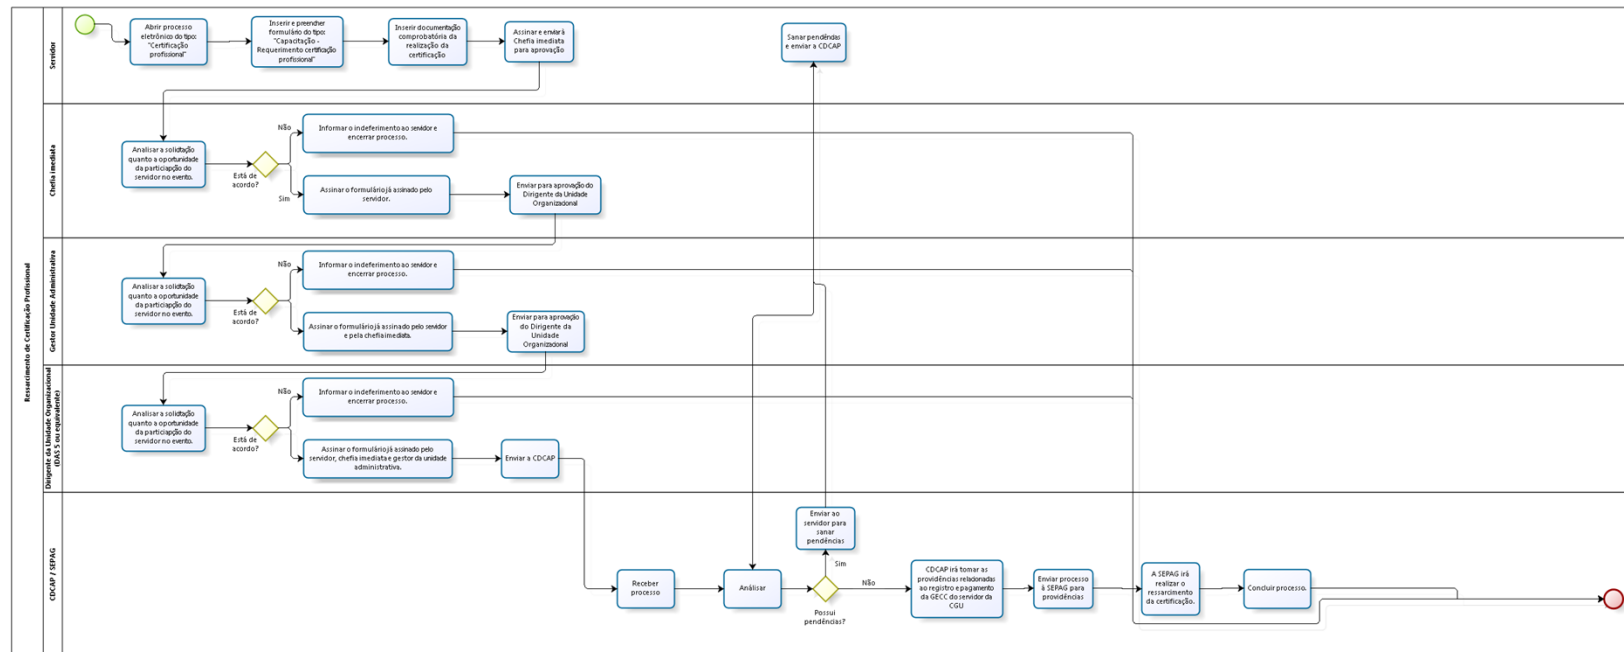 Ressarcimento de Certificação Profissional
Servidor
Abrir processo
eletrônico do tipo:
"Certificação
profissional"
Inserir e preencher
formulário do tipo:
"Capacitação -
Requerimento certificação
profissional"
Inserir documentação
comprobatória da
realização da
certificação
Assinar e enviar à
Chefia imediata
para aprovação
Sanar pendências
e enviar a CDCAP
Chefia imediata
Analisar a solicitação
quanto a oportunidade
da participação do
servidor no evento.
Está de
acordo?
Não
Informar o indeferimento ao servidor e
encerrar processo.
Sim
Assinar o formulário já assinado pelo
servidor.
Enviar para aprovação do
Dirigente da Unidade
Organizacional
Gestor Unidade Administrativa
Analisar a solicitação
quanto a oportunidade
da participação do
servidor no evento.
Está de
acordo?
Não
Informar o indeferimento ao servidor e
encerrar processo.
Assinar o formulário já assinado pelo servidor
e pela chefia imediata.
Enviar para aprovação
do Dirigente da
Unidade
Organizacional
Dirigente da Unidade Organizacional
(DAS 5 ou equivalente)
Analisar a solicitação
quanto a oportunidade
da participação do
servidor no evento.
Está de
acordo?
Não
Informar o indeferimento ao servidor e
encerrar processo.
Assinar o formulário já assinado pelo
servidor, chefia imediata e gestor da unidade
administrativa.
Enviar a CDCAP
CDCAP / SEPAG
Receber
processo
Análisar
Enviar ao
servidor para
sanar
pendências
Sim
Possui
pendências?
Não
CDCAP irá tomar as
providências relacionadas
ao registro e pagamento
da GECC do servidor da
CGU
Enviar processo
à SEPAG para
providências
A SEPAG irá
realizar o
ressarcimento
da certificação.
Concluir processo.